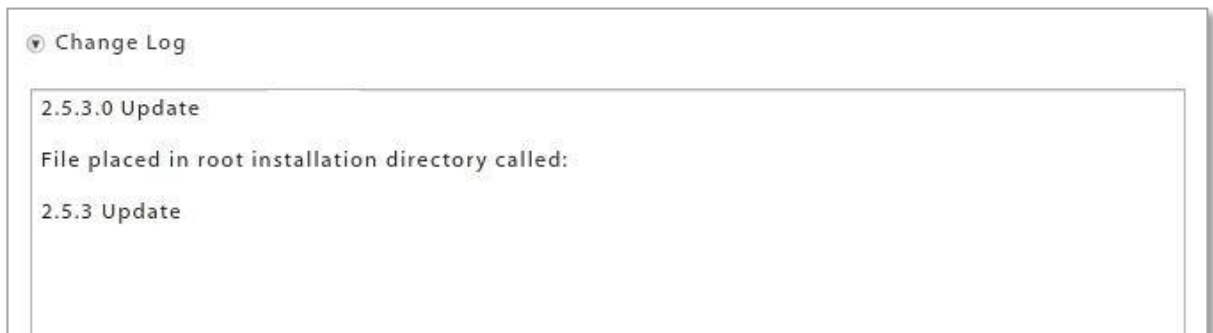 Change Log
2.5.3.0 Update
File placed in root installation directory called:
2.5.3 Update